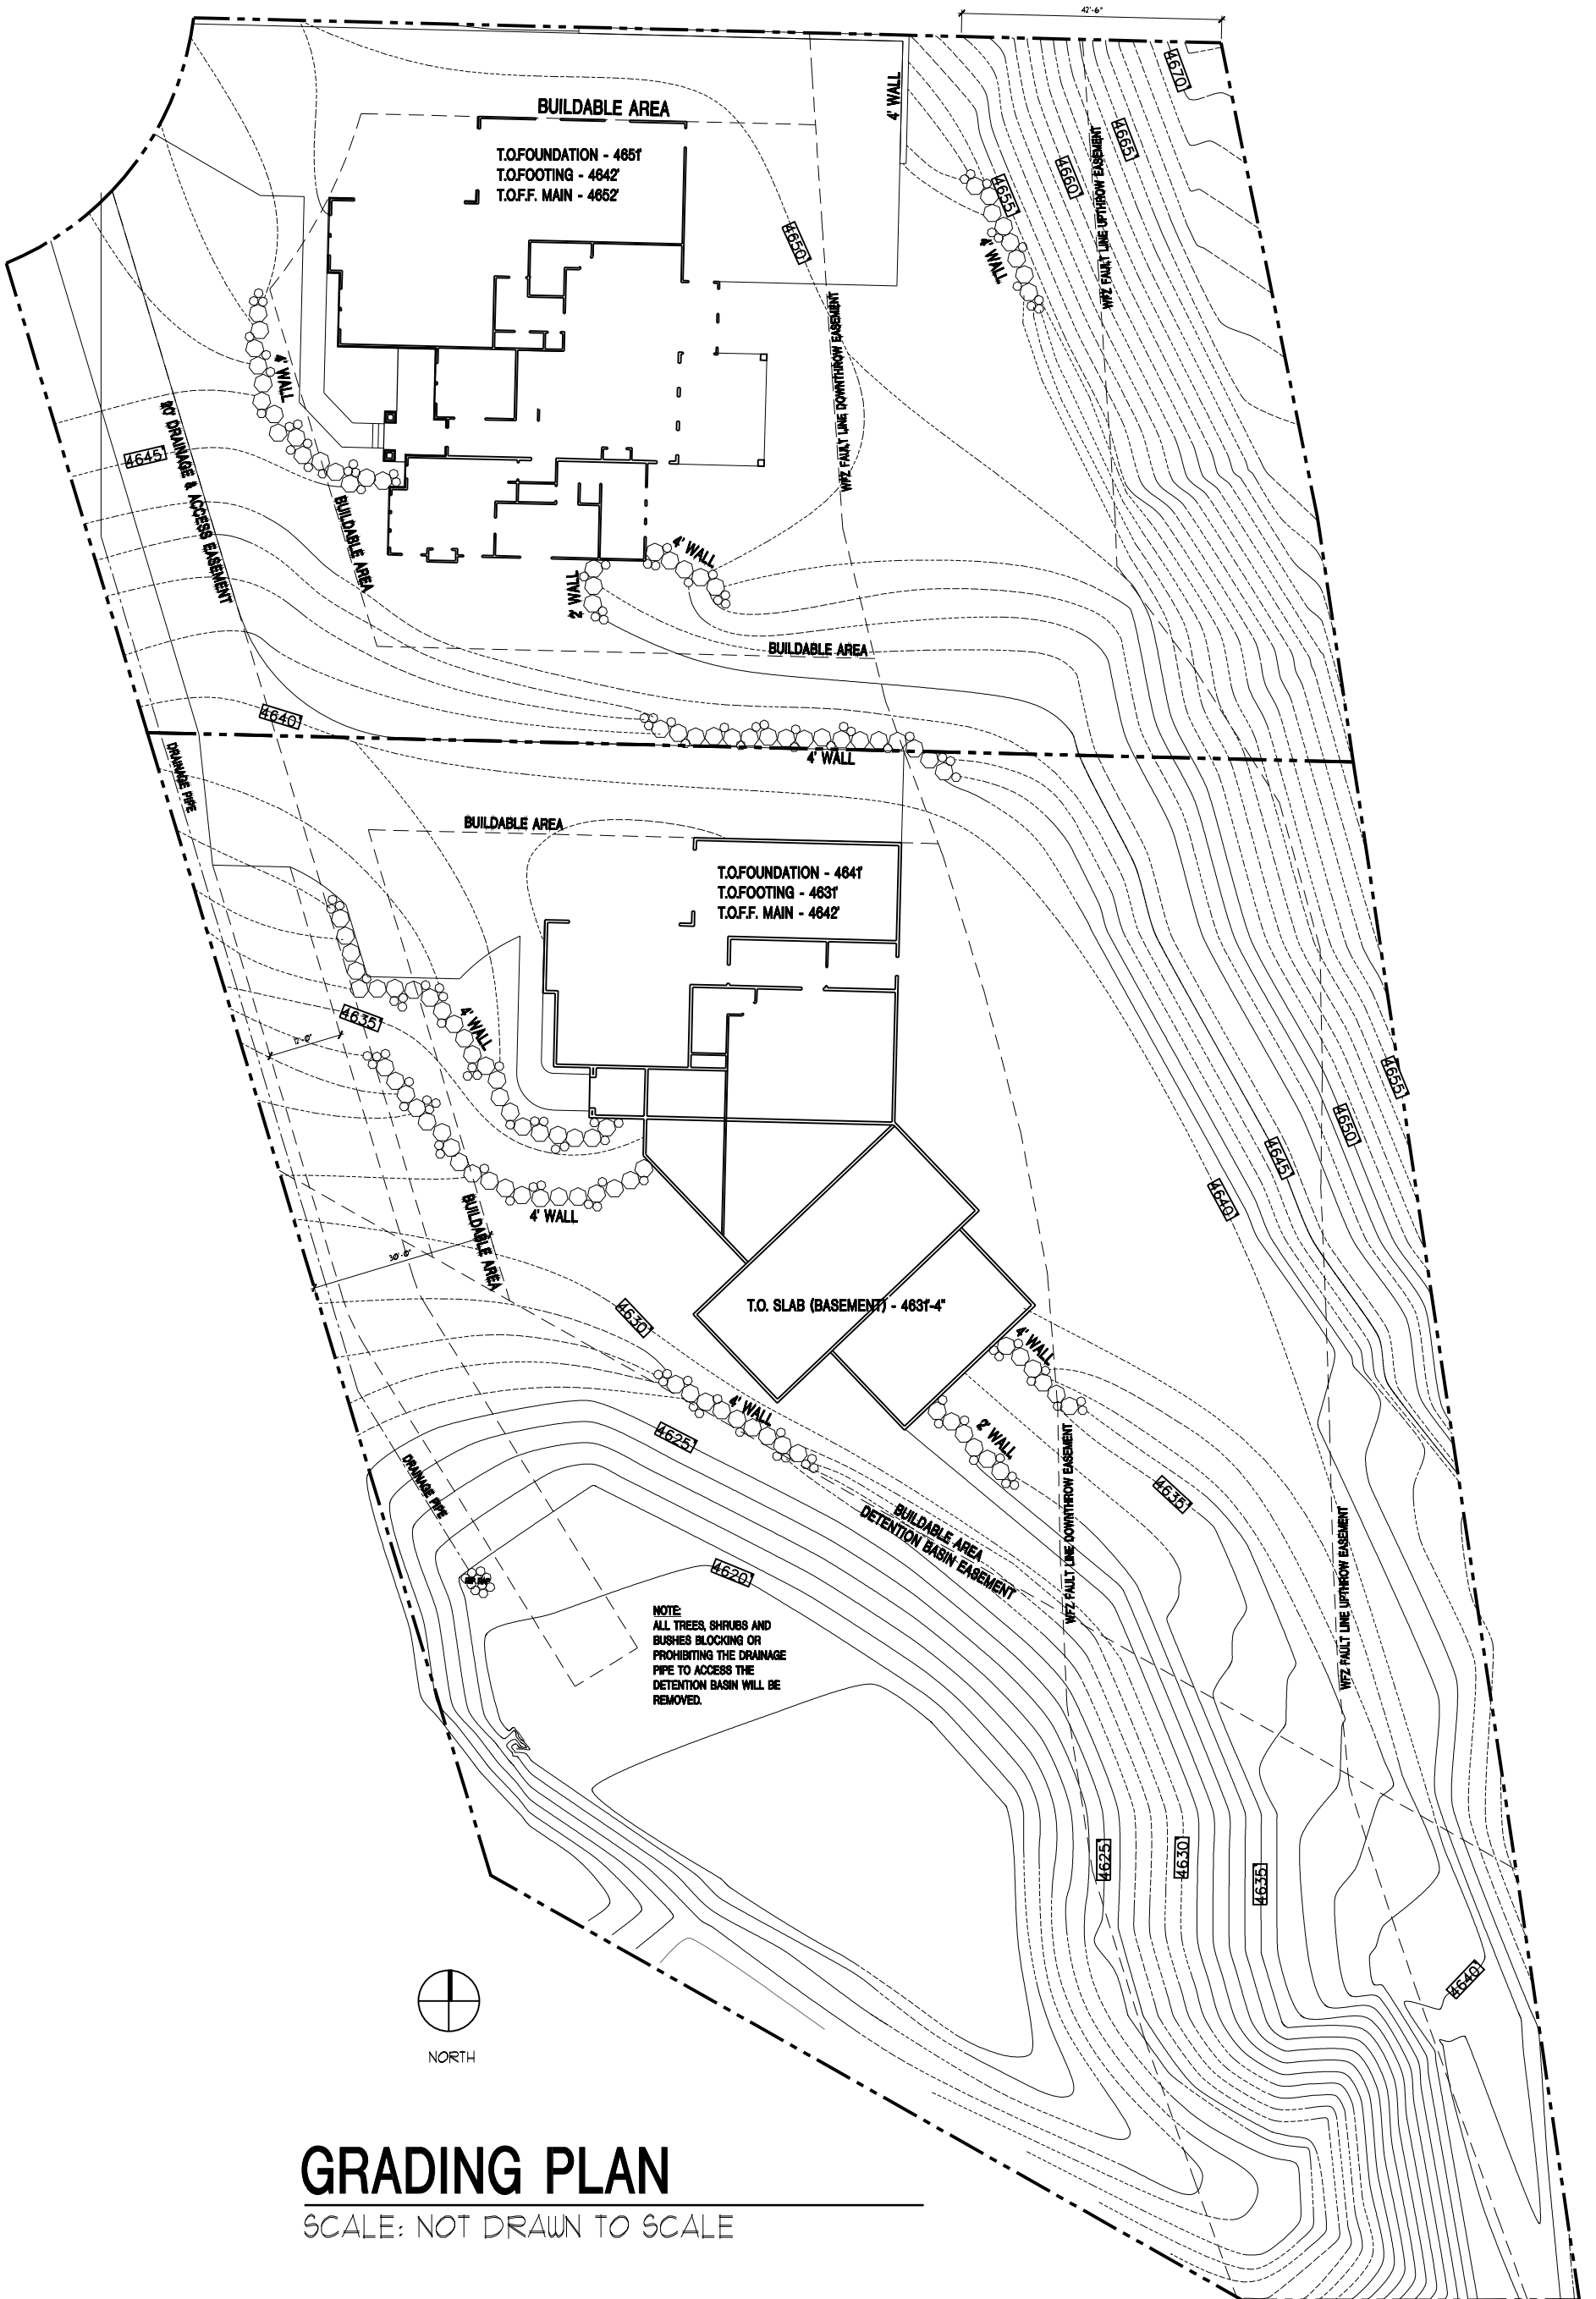 42'-6"
4670'
BUILDABLE AREA
4' WALL
T.O.FOUNDATION - 4651'
T.O.FOOTING - 4642'
T.O.F.F. MAIN - 4652'
4665'
4660'
4655'
WFZ FAULT LINE UPTHROW EASEMENT
4650'
4' WALL
WFZ FAULT LINE DOWNTHROW EASEMENT
4' WALL
4645'
DRAINAGE & ACCESS EASEMENT
BUILDABLE AREA
4' WALL
2' WALL
BUILDABLE AREA
4640'
4' WALL
DRAINAGE PIPE
BUILDABLE AREA
T.O.FOUNDATION - 4641'
T.O.FOOTING - 4631'
T.O.F.F. MAIN - 4642'
4635'
4' WALL
4655'
4650'
4645'
4640'
BUILDABLE AREA
4' WALL
30'-0"
4630'
T.O. SLAB (BASEMENT) - 4631'-4"
4' WALL
4' WALL
2' WALL
4625'
DRAINAGE PIPE
4635'
BUILDABLE AREA
DETENTION BASIN EASEMENT
WFZ FAULT LINE DOWNTHROW EASEMENT
WFZ FAULT LINE UPTHROW EASEMENT
4620'
NOTE:
ALL TREES, SHRUBS AND
BUSHES BLOCKING OR
PROHIBITING THE DRAINAGE
PIPE TO ACCESS THE
DETENTION BASIN WILL BE
REMOVED.
4625'
4630'
4635'
4640'
NORTH
GRADING PLAN
SCALE: NOT DRAWN TO SCALE